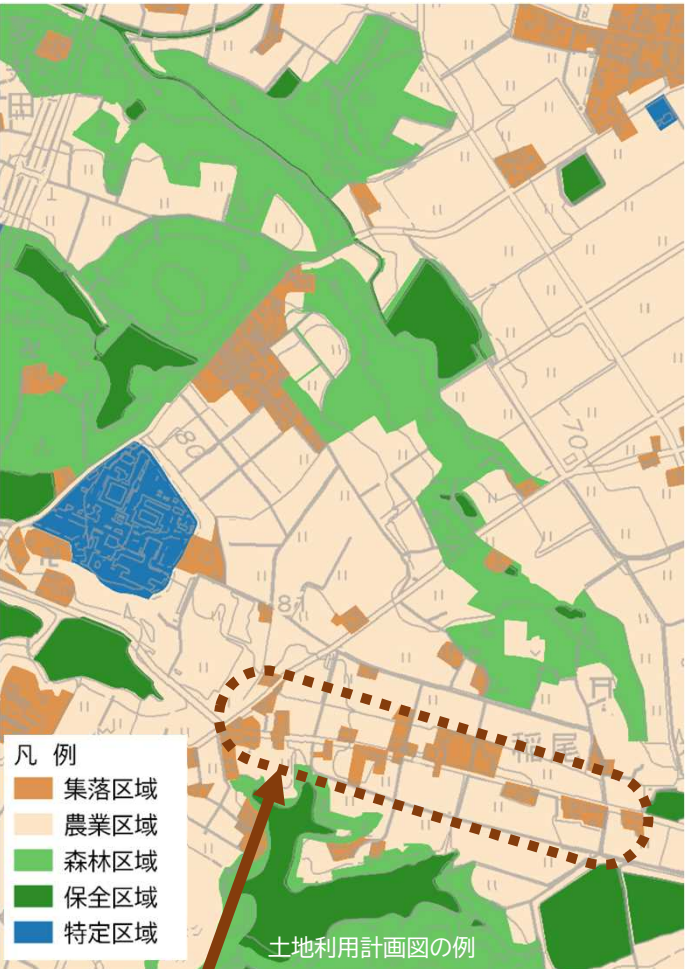 田
80
70
81
稲尾
凡 例
集落区域
農業区域
森林区域
保全区域
特定区域
土地利用計画図の例